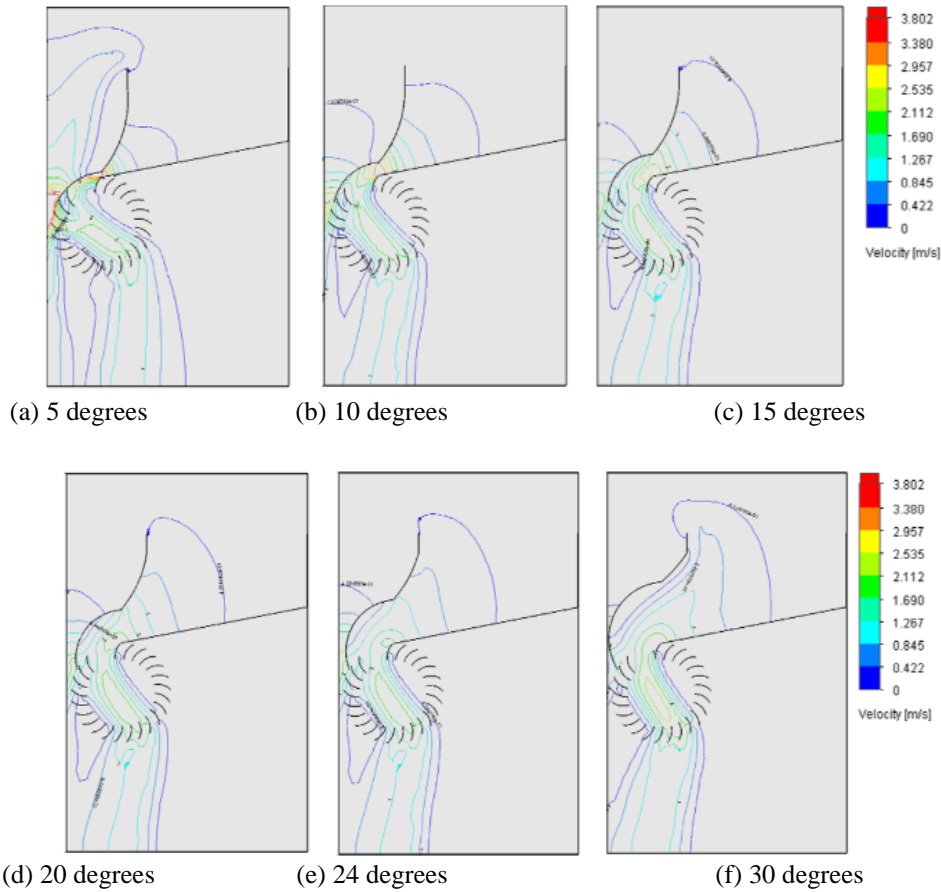 3.802
3.380
2.957
2.535
2.112
1.690
1.267
0.845
0.422
0
Velocity [m/s]
(a) 5 degrees
(b) 10 degrees
(c) 15 degrees
3.802
3.380
2.957
2.535
2.112
1.690
1.267
0.845
0.422
0
Velocity [m/s]
(d) 20 degrees
(e) 24 degrees
(f) 30 degrees